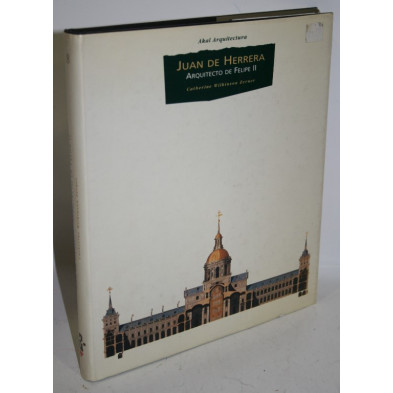 Akal Arquitectura
JUAN DE HERRERA
ARQUITECTO DE FELIPE II
Catherine Wilkinson Zerner